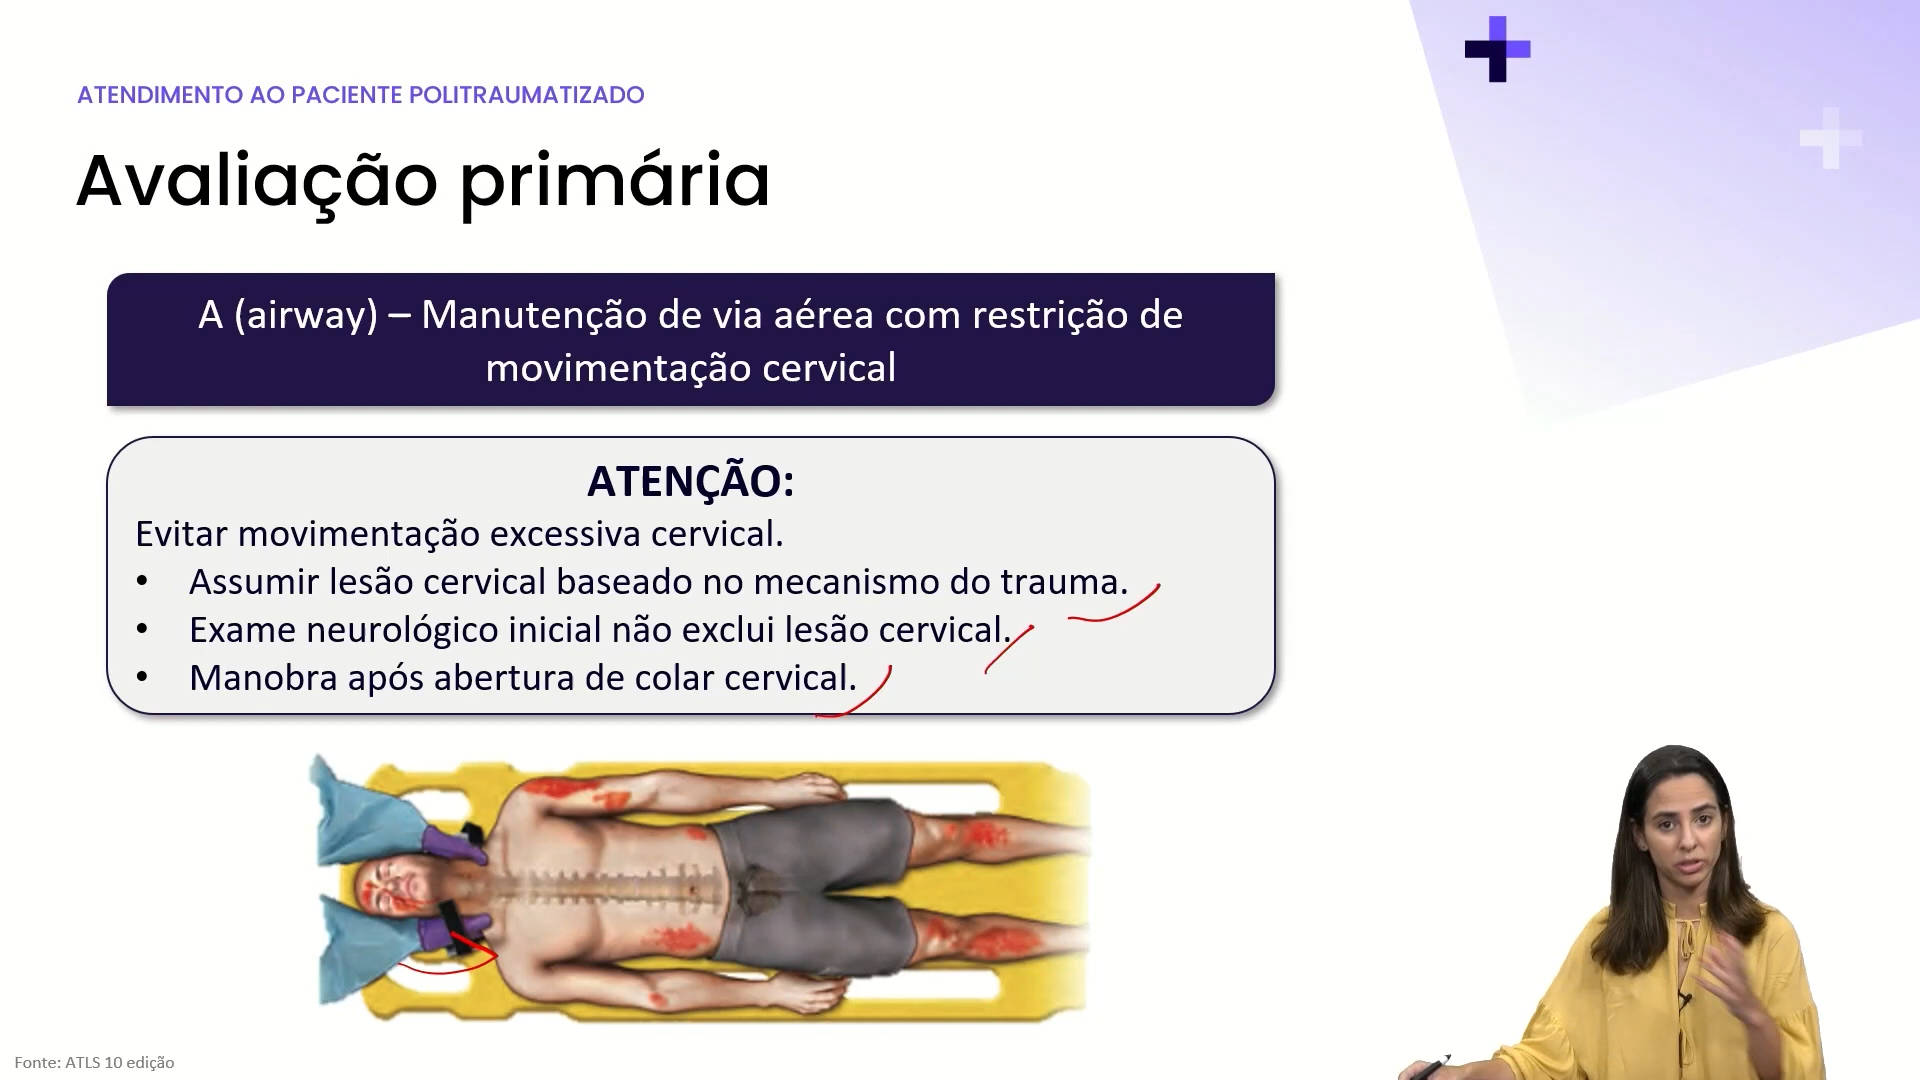 ATENDIMENTO AO PACIENTE POLITRAUMATIZADO
Avaliação primária
A (airway) – Manutenção de via aérea com restrição de
movimentação cervical
ATENÇÃO:
Evitar movimentação excessiva cervical.
• Assumir lesão cervical baseado no mecanismo do trauma.
• Exame neurológico inicial não exclui lesão cervical.
• Manobra após abertura de colar cervical.
Fonte: ATLS 10 edição